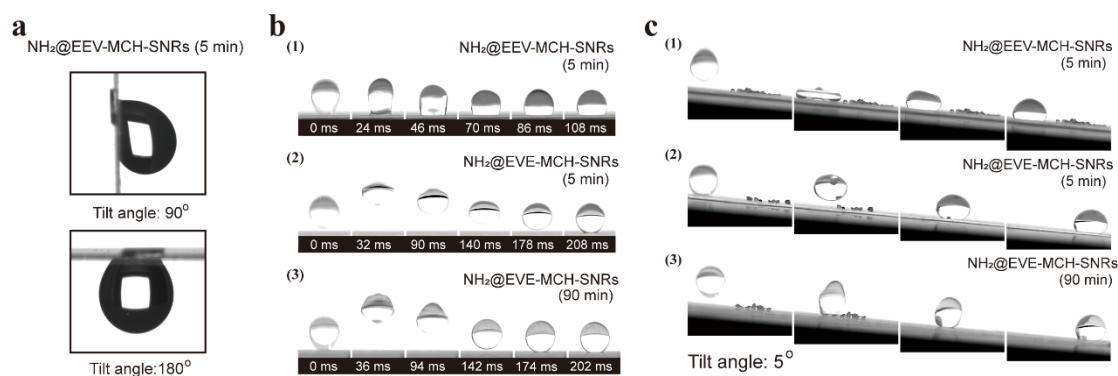 a
NH₂@EEV-MCH-SNRs (5 min)
Tilt angle: 90°
Tilt angle:180°
b
(1)
NH₂@EEV-MCH-SNRs
(5 min)
0 ms 24 ms 46 ms 70 ms 86 ms 108 ms
(2)
NH₂@EVE-MCH-SNRs
(5 min)
0 ms 32 ms 90 ms 140 ms 178 ms 208 ms
(3)
NH₂@EVE-MCH-SNRs
(90 min)
0 ms 36 ms 94 ms 142 ms 174 ms 202 ms
c
(1)
NH₂@EEV-MCH-SNRs
(5 min)
(2)
NH₂@EVE-MCH-SNRs
(5 min)
(3)
NH₂@EVE-MCH-SNRs
(90 min)
Tilt angle: 5°